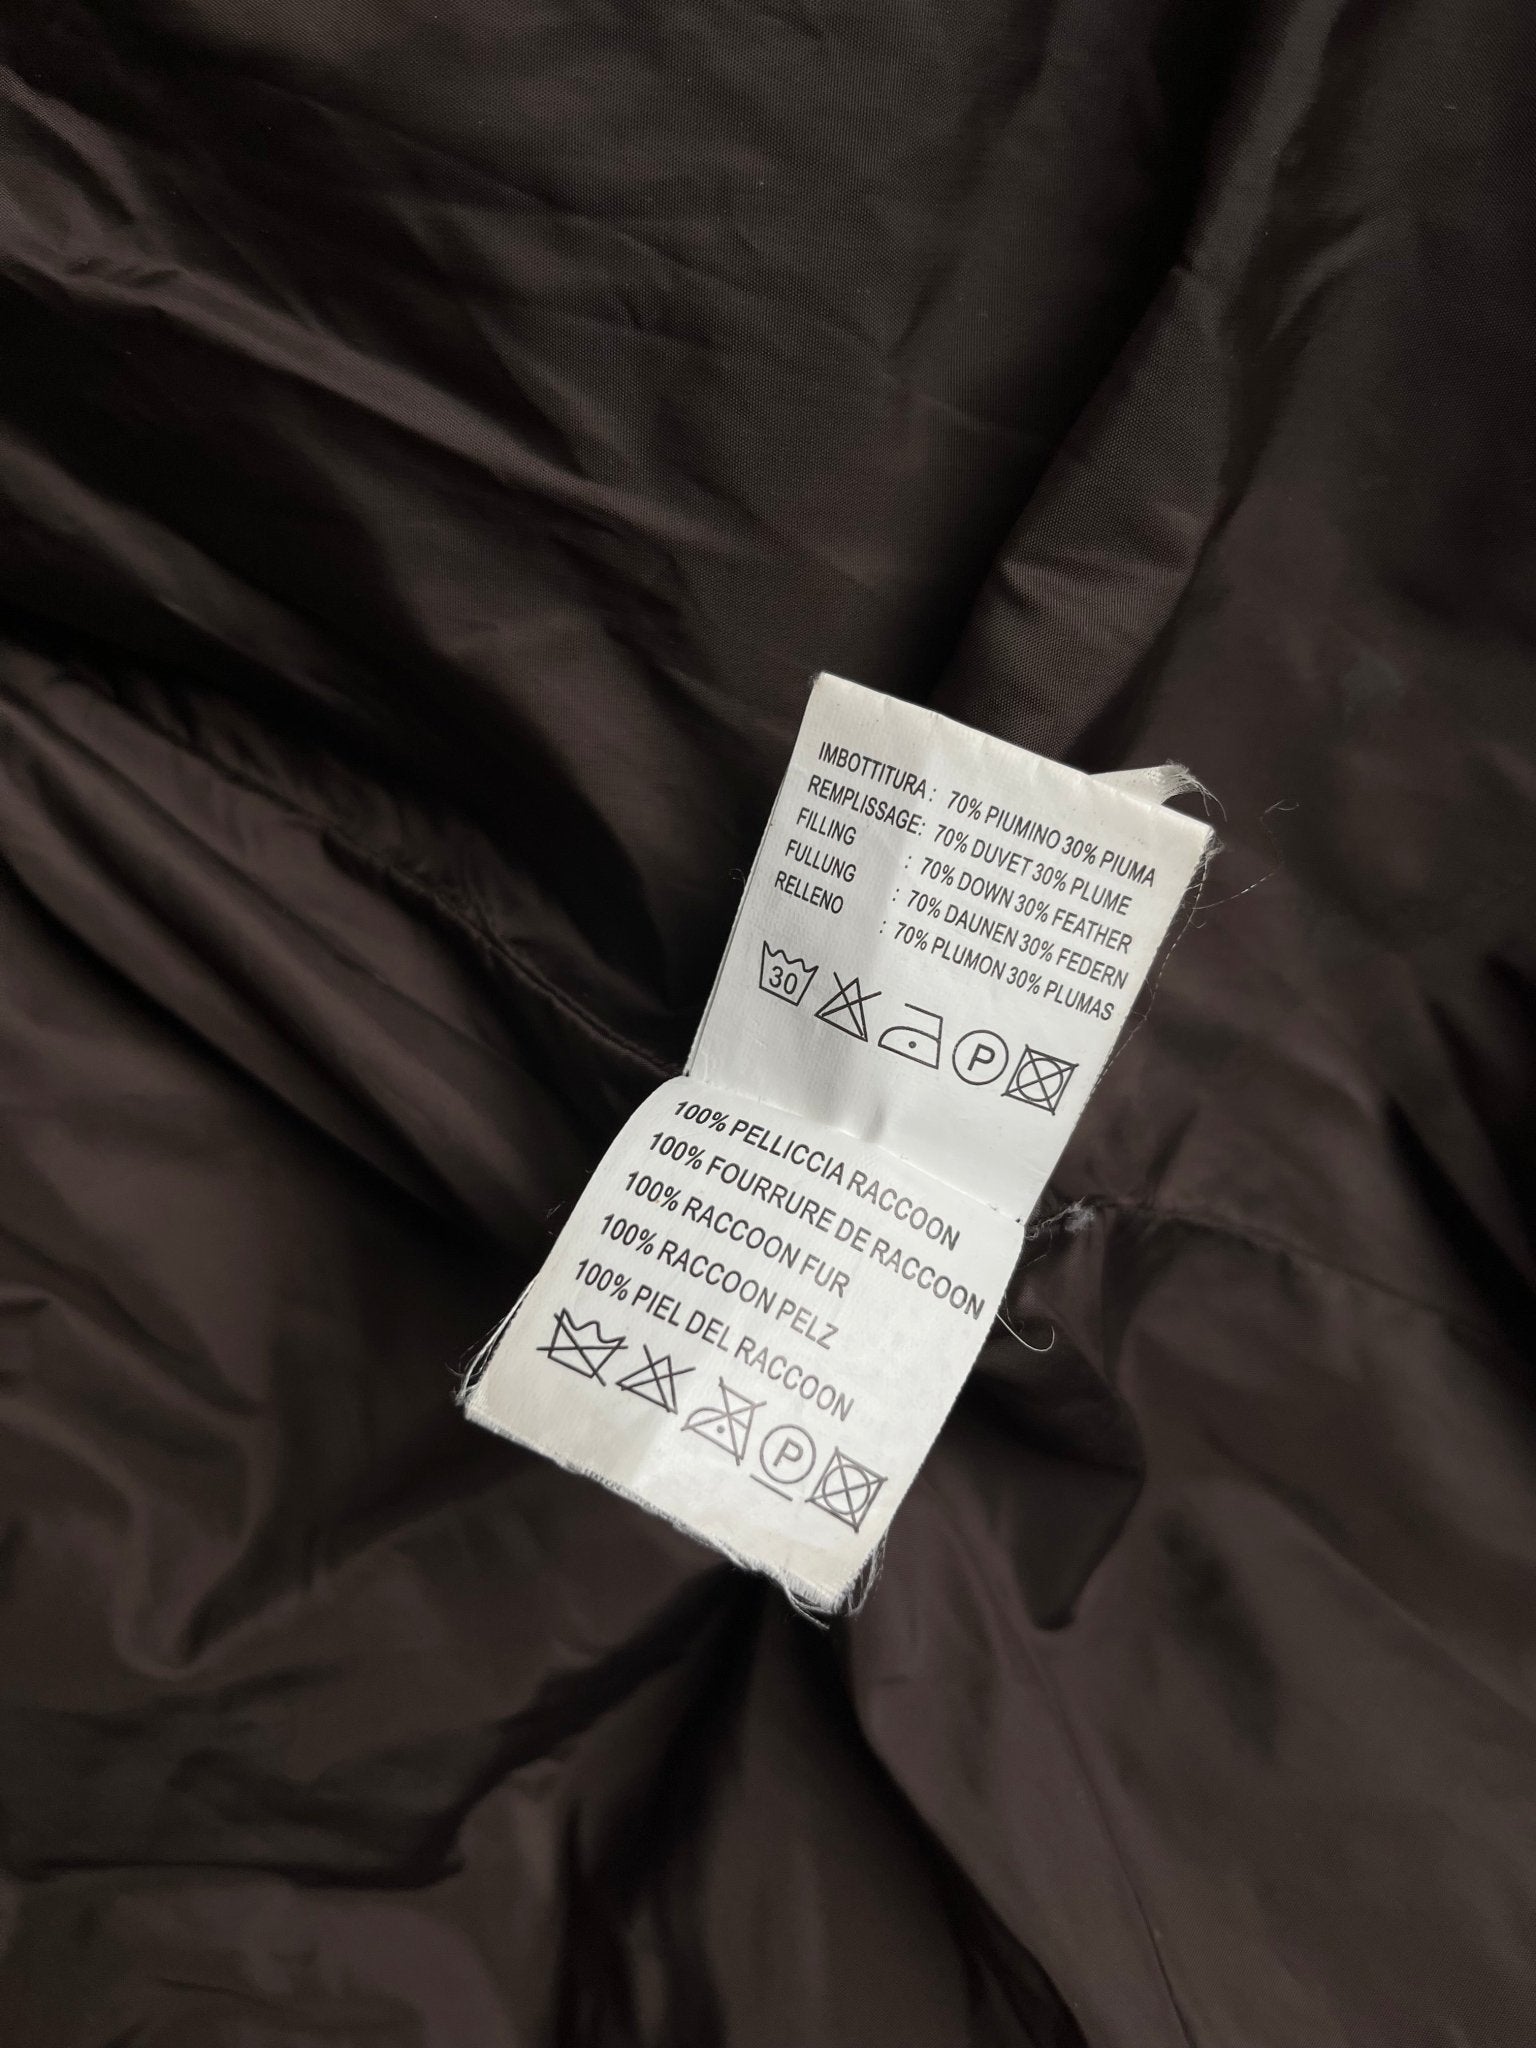 IMBOTTITURA : 70% PIUMINO 30% PIUMA
REMPLISSAGE: 70% DUVET 30% PLUME
FILLING : 70% DOWN 30% FEATHER
FULLUNG : 70% DAUNEN 30% FEDERN
RELLENO : 70% PLUMON 30% PLUMAS
30 P
100% PELLICCIA RACCOON
100% FOURRURE DE RACCOON
100% RACCOON FUR
100% RACCOON PELZ
100% PIEL DEL RACCOON
P